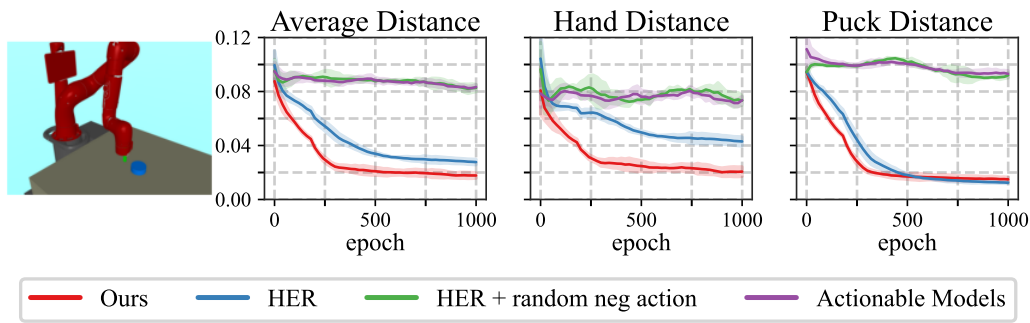 Average Distance
Hand Distance
Puck Distance
0.12
0.08
0.04
0.00
0 500 1000
0 500 1000
0 500 1000
epoch
epoch
epoch
Ours HER HER + random neg action Actionable Models